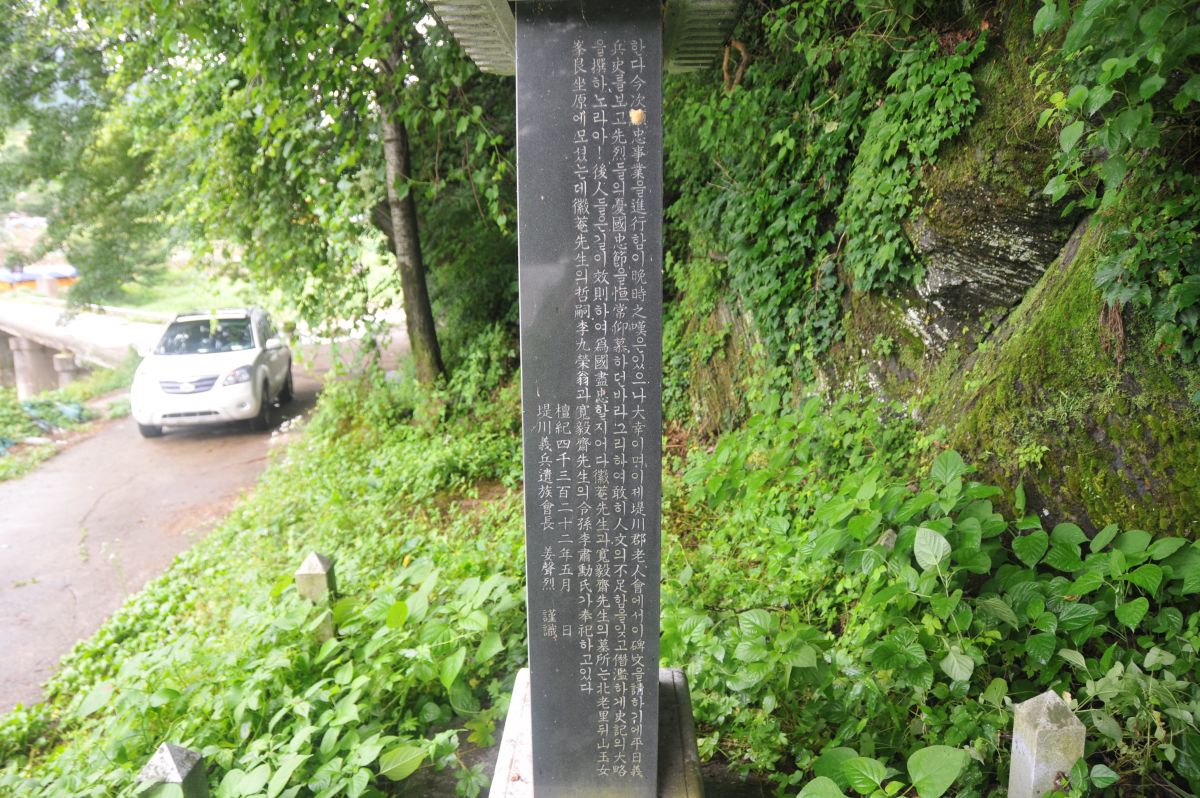 한다 今次 顯忠事業을 進行함이 晩時之嘆은 있으나 大幸이며 이제 堤川郡老人會에서 이 碑文을 請하기에 平日 義
兵史를 보고 先烈들의 憂國忠節을 恒常 仰慕하던바라 그리하여 敢히 人文의 不足함을 잊고 僭濫하게 史記의 大略
을 撰하노라 아! 後人들은 길이 效則하여 爲國盡忠할지어다 徽菴先生과 寬毅齋先生의 墓所는 北老里 뒤山 玉女
峯艮坐原에 모셨는데 徽菴先生의 哲嗣 李九榮翁과 寬毅齋先生의 令孫 李肅勳氏가 奉祀하고 있다
檀紀四千三百二十二年五月 日
堤川義兵遺族會長 姜聲烈 謹識